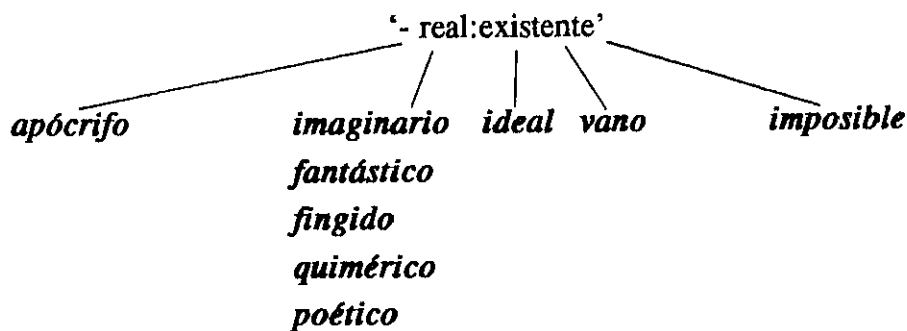 ‘- real:existente’
apócrifo imaginario ideal vano imposible
fantástico
fingido
quimérico
poético